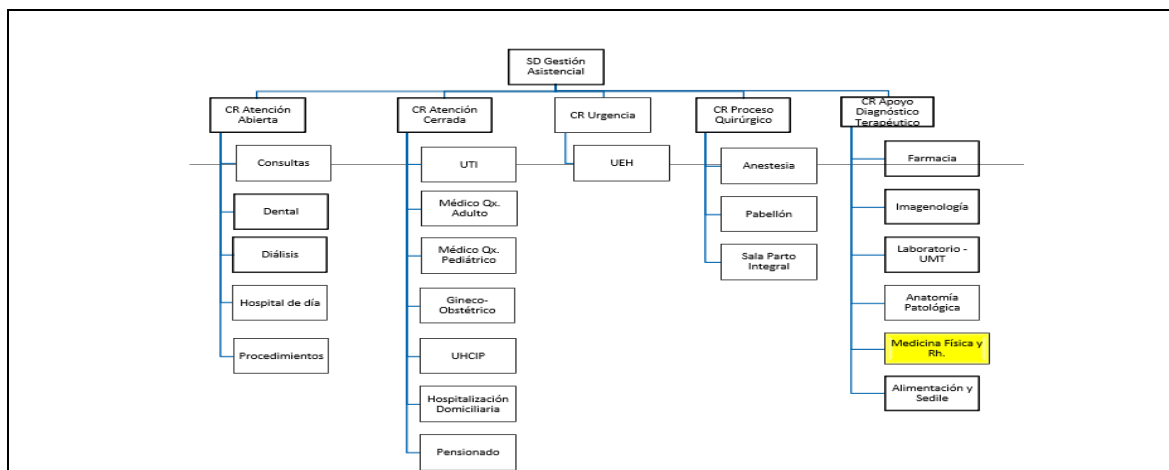 SD Gestión
Asistencial
CR Atención
Abierta
Consultas
Dental
Diálisis
Hospital de día
Procedimientos
CR Atención
Cerrada
UTI
Médico Qx.
Adulto
Médico Qx.
Pediátrico
Gineco-
Obstétrico
UHCIP
Hospitalización
Domiciliaria
Pensionado
CR Urgencia
UEH
CR Proceso
Quirúrgico
Anestesia
Pabellón
Sala Parto
Integral
CR Apoyo
Diagnóstico
Terapéutico
Farmacia
Imagenología
Laboratorio -
UMT
Anatomía
Patológica
Medicina Física y
Rh.
Alimentación y
Sedile